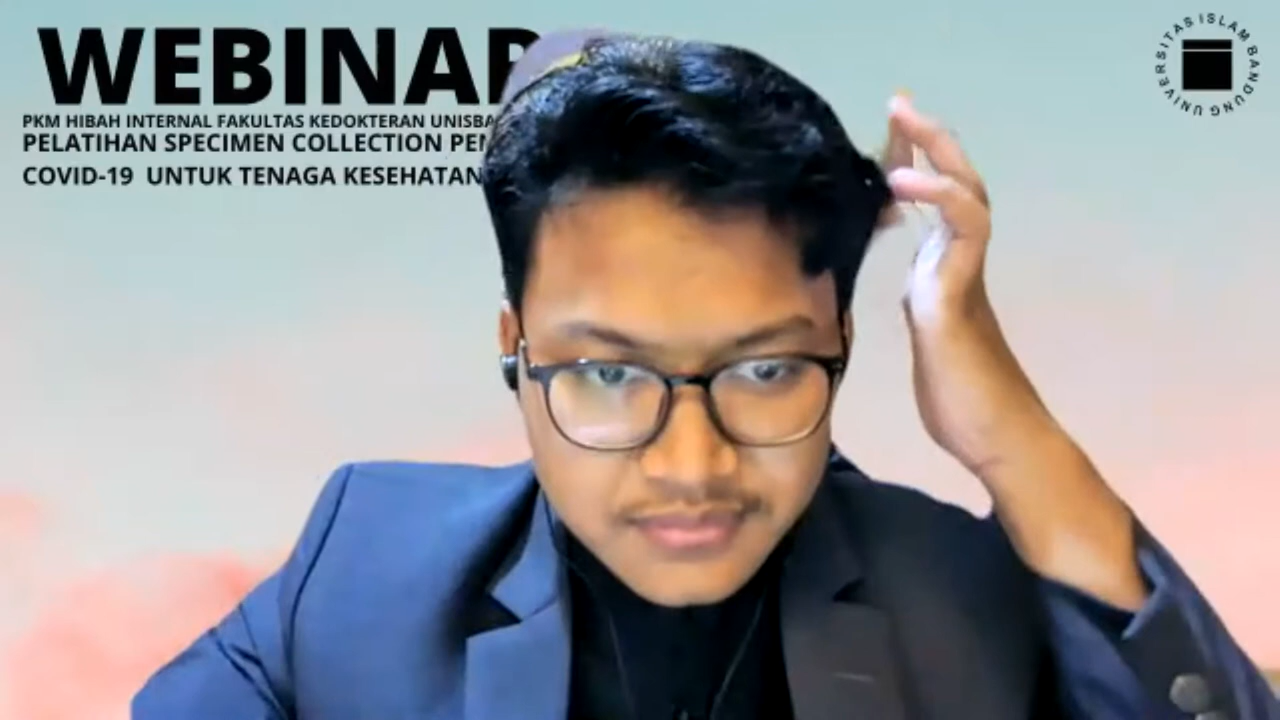 WEBINAR
PKM HIBAH INTERNAL FAKULTAS KEDOKTERAN UNISBA
PELATIHAN SPECIMEN COLLECTION
COVID-19 UNTUK TENAGA KESEHATAN
UNIVERSITAS ISLAM BANDUNG